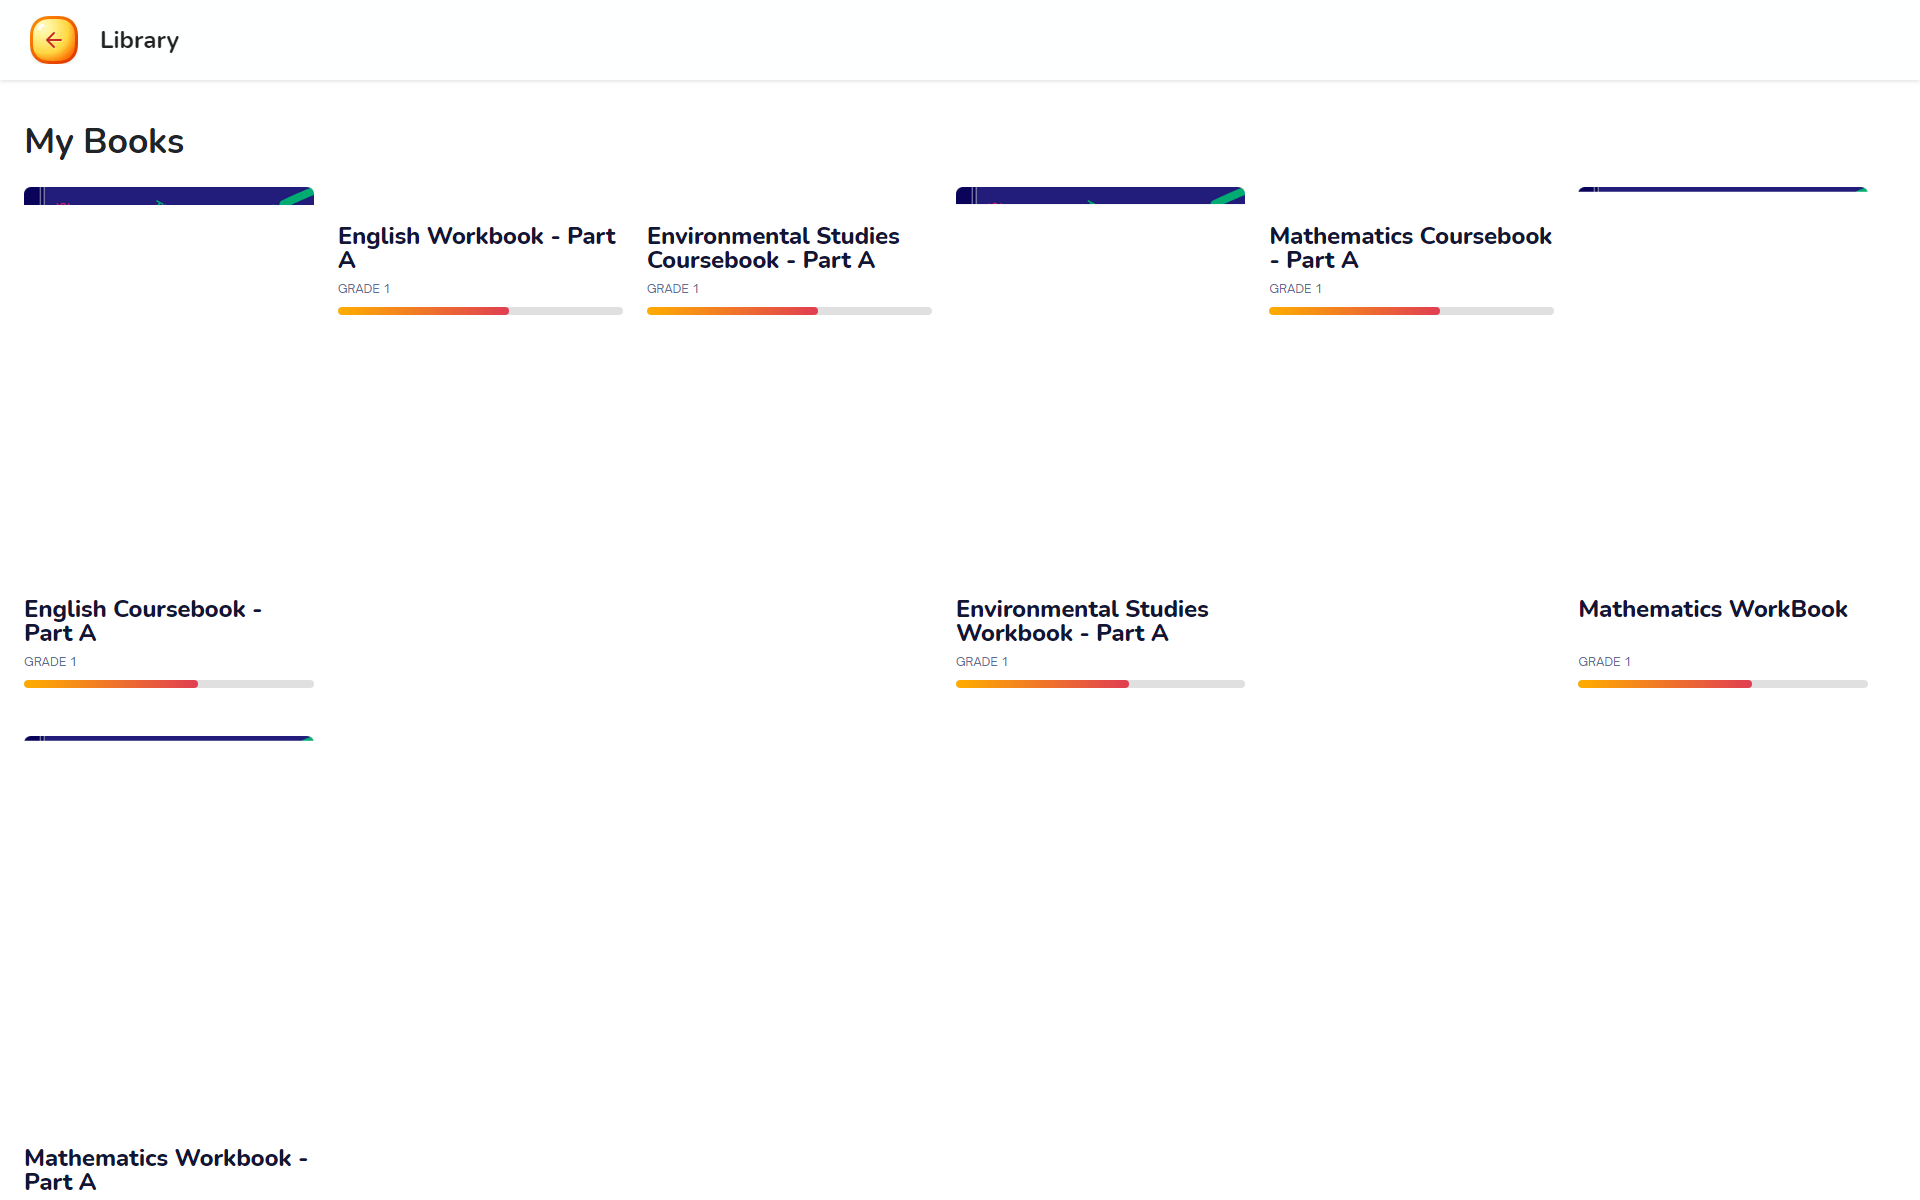 Library
My Books
English Workbook - Part
A
GRADE 1
Environmental Studies
Coursebook - Part A
GRADE 1
Mathematics Coursebook
- Part A
GRADE 1
English Coursebook -
Part A
GRADE 1
Environmental Studies
Workbook - Part A
GRADE 1
Mathematics WorkBook
GRADE 1
Mathematics Workbook -
Part A